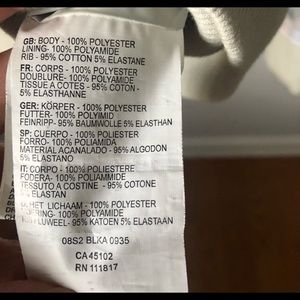 GB: BODY - 100% POLYESTER
LINING- 100% POLYAMIDE
RIB - 95% COTTON 5% ELASTANE
FR: CORPS - 100% POLYESTER
DOUBLURE- 100% POLYAMIDE
TISSUE A COTES - 95% COTON -
5% ELASTHANNE
GER: KÖRPER - 100% POLYESTER
FUTTER- 100% POLYIMID
FEINRIPP- 95% BAUMWOLLE 5% ELASTHAN
SP: CUERPO - 100% POLIESTER
FORRO- 100% POLIAMIDA
MATERIAL ACANALADO - 95% ALGODON
5% ELASTANO
IT: CORPO - 100% POLIESTERE
FODERA- 100% POLIAMMIDE
TESSUTO A COSTINE - 95% COTONE
5% ELASTAN
HET LICHAAM - 100% POLYESTER
100% POLYAMIDE
95% KATOEN 5% ELASTAAN
08S2 BLKA 0935
CA45102
RN 111817